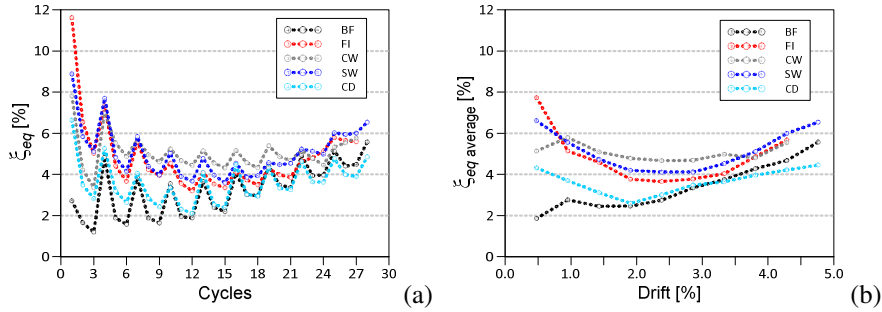 12
10
8
6
4
2
0
ξeq [%]
0 3 6 9 12 15 18 21 24 27 30
Cycles
BF
FI
CW
SW
CD
(a)
12
10
8
6
4
2
0
ξeq average [%]
0.0 1.0 2.0 3.0 4.0 5.0
Drift [%]
BF
FI
CW
SW
CD
(b)